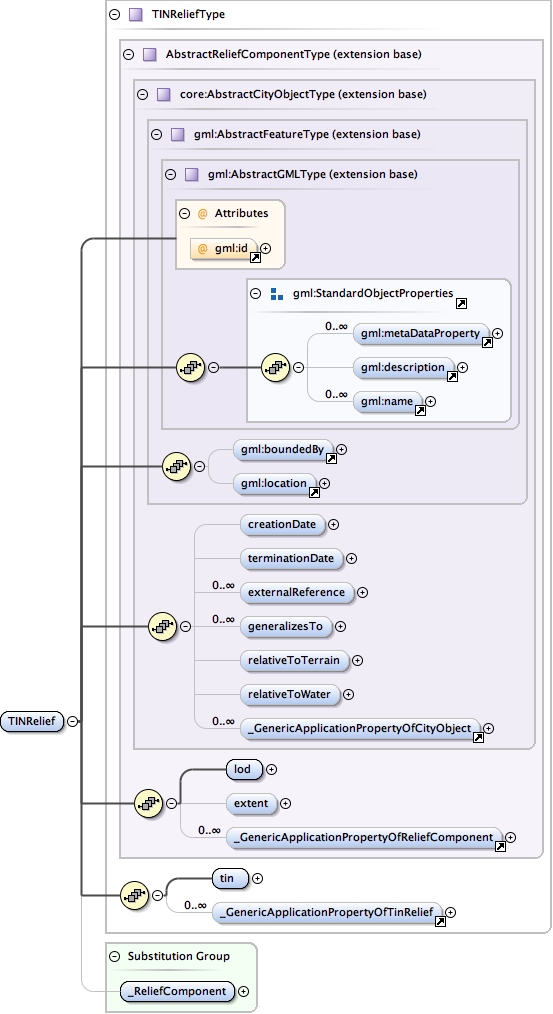 TINReliefType
AbstractReliefComponentType (extension base)
core:AbstractCityObjectType (extension base)
gml:AbstractFeatureType (extension base)
gml:AbstractGMLType (extension base)
@ Attributes
@ gml:id
gml:StandardObjectProperties
0..∞
gml:metaDataProperty
gml:description
0..∞
gml:name
gml:boundedBy
gml:location
creationDate
terminationDate
0..∞
externalReference
0..∞
generalizesTo
relativeToTerrain
relativeToWater
0..∞
_GenericApplicationPropertyOfCityObject
TINRelief
lod
extent
0..∞
_GenericApplicationPropertyOfReliefComponent
tin
0..∞
_GenericApplicationPropertyOfTinRelief
Substitution Group
_ReliefComponent